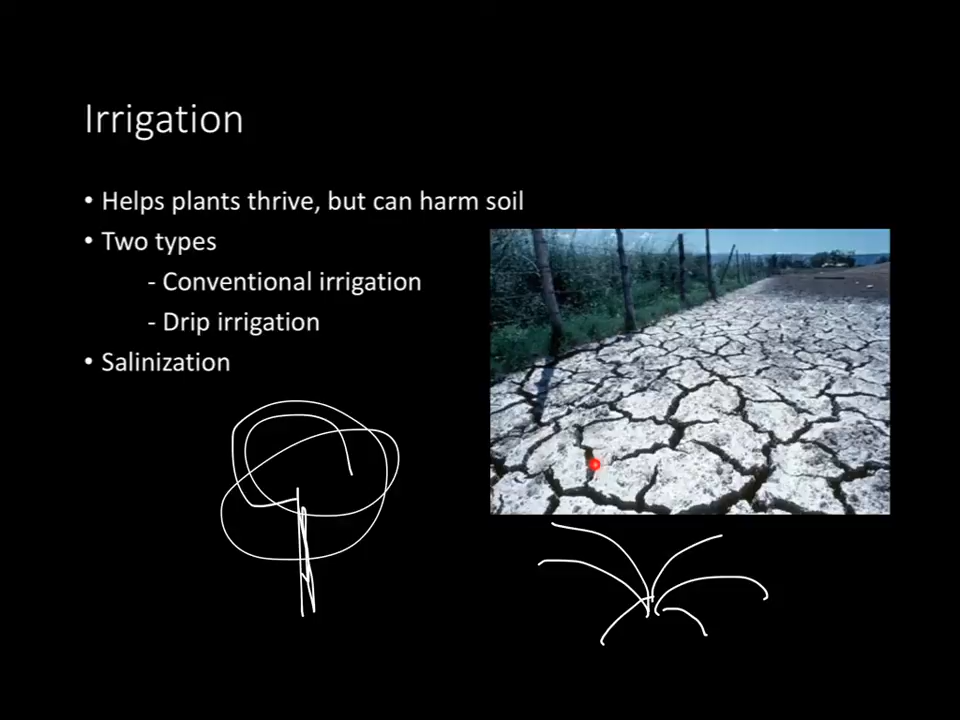 Irrigation
• Helps plants thrive, but can harm soil
• Two types
- Conventional irrigation
- Drip irrigation
• Salinization